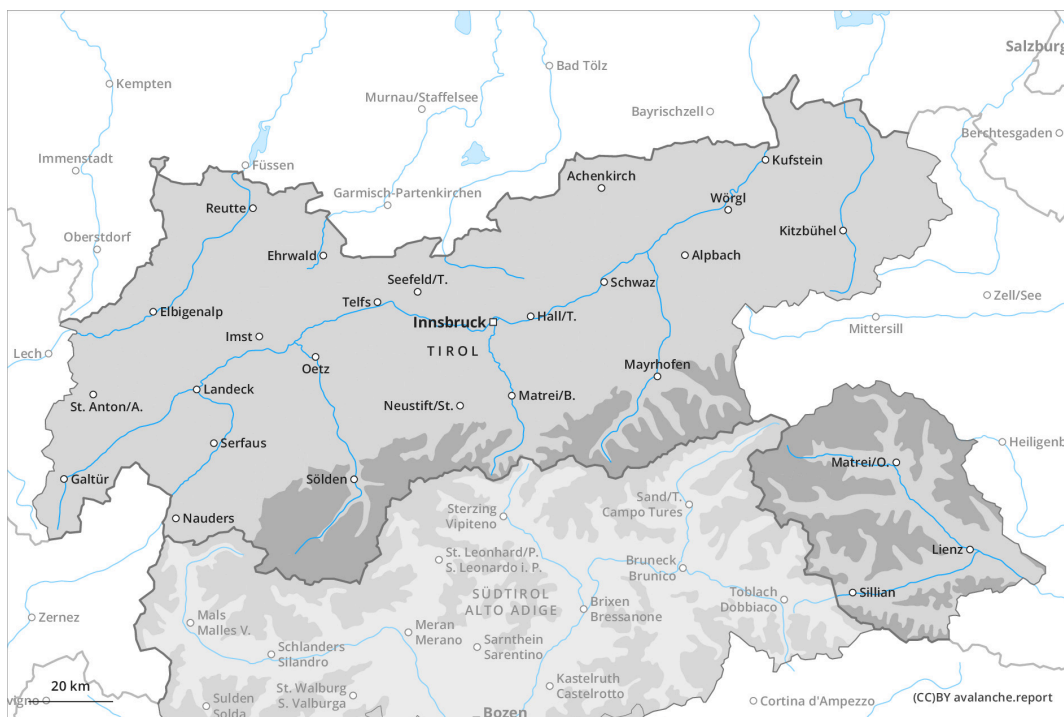 Salzburg
Bad Tölz
Kempten
Murnau/Staffelsee
Bayrischzell
Berchtesgaden
Immenstadt
Füssen
Kufstein
Achenkirch
Garmisch-Partenkirchen
Reutte
Wörgl
Kitzbühel
Oberstdorf
Ehrwald
Alpbach
Seefeld/T.
Schwaz
Zell/See
Telfs
Elbigenalp
Hall/T.
Mittersill
Innsbruck
Imst
TIROL
Lech
Oetz
Mayrhofen
Landeck
St. Anton/A.
Matrei/B.
Neustift/St.
Serfaus
Heiligenb
Matrei/O.
Galtür
Sölden
Sand/T.
Campo Tures
Sterzing
Vipiteno
Nauders
Lienz
St. Leonhard/P.
S. Leonardo i. P.
Bruneck
Brunico
SÜDTIROL
ALTO ADIGE
Sillian
Toblach
Dobbiaco
Brixen
Bressanone
Zernez
Mals
Malles V.
Meran
Merano
Sarnthein
Sarentino
Schlanders
Silandro
Kastelruth
Castelrotto
20 km
St. Walburg
S. Valburga
vigno
Sulden
Solda
Cortina d'Ampezzo
(CC)BY avalanche.report
Bozen